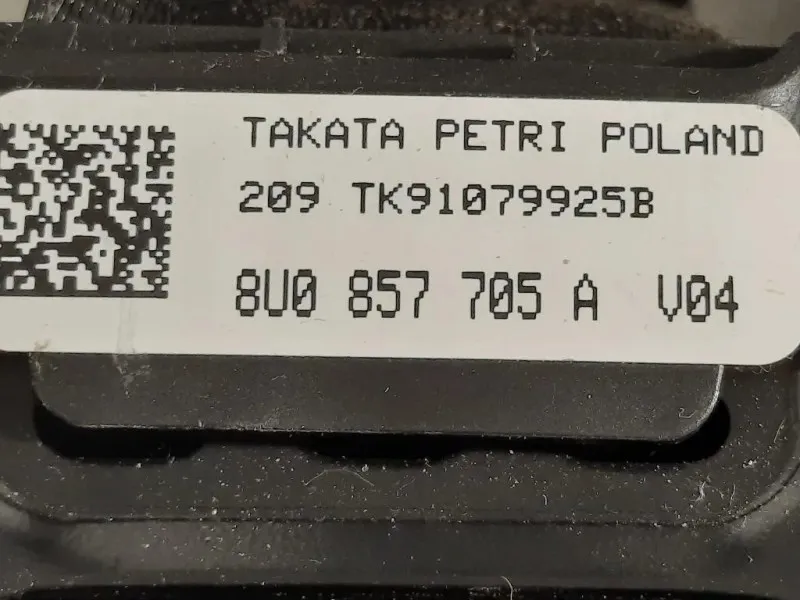 TAKATA PETRI POLAND
209 TK91079925B
8U0 857 705 A V04